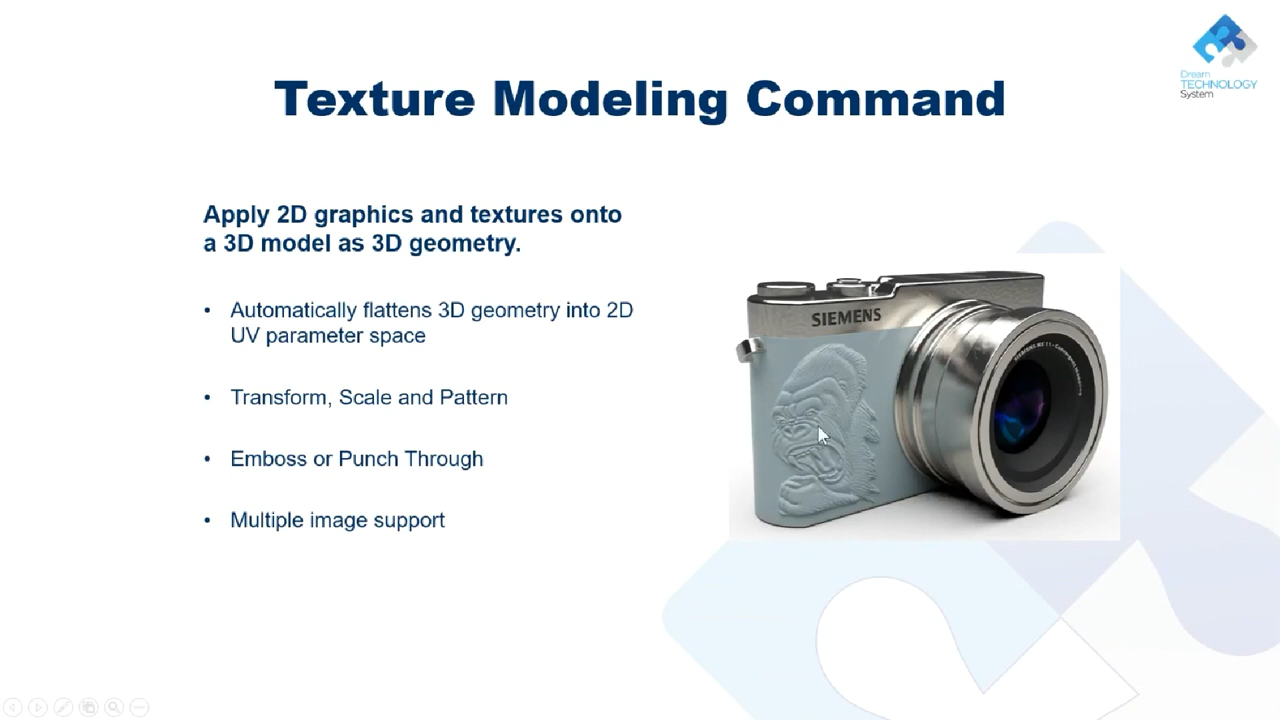 Dream
TECHNOLOGY
System
Texture Modeling Command
Apply 2D graphics and textures onto
a 3D model as 3D geometry.
• Automatically flattens 3D geometry into 2D
UV parameter space
• Transform, Scale and Pattern
• Emboss or Punch Through
• Multiple image support
SIEMENS